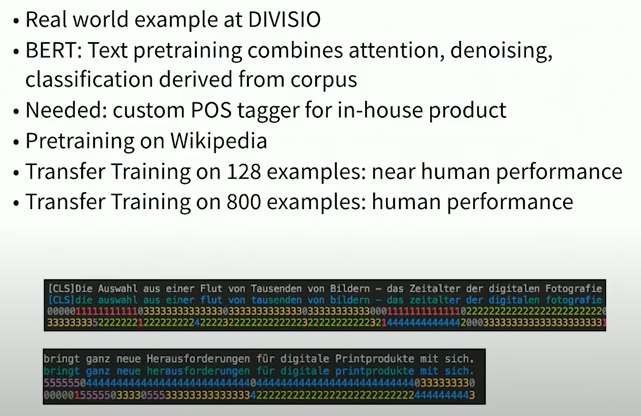 • Real world example at DIVISIO
• BERT: Text pretraining combines attention, denoising,
classification derived from corpus
• Needed: custom POS tagger for in-house product
• Pretraining on Wikipedia
• Transfer Training on 128 examples: near human performance
• Transfer Training on 800 examples: human performance
[CLS]Die Auswahl aus einer Flut von Tausenden von Bildern – das Zeitalter der digitalen Fotografie
[CLS]die auswahl aus einer flut von tausenden von bildern – das zeitalter der digitalen fotografie
bringt ganz neue Herausforderungen für digitale Printprodukte mit sich.
bringt ganz neue herausforderungen für digitale printprodukte mit sich.